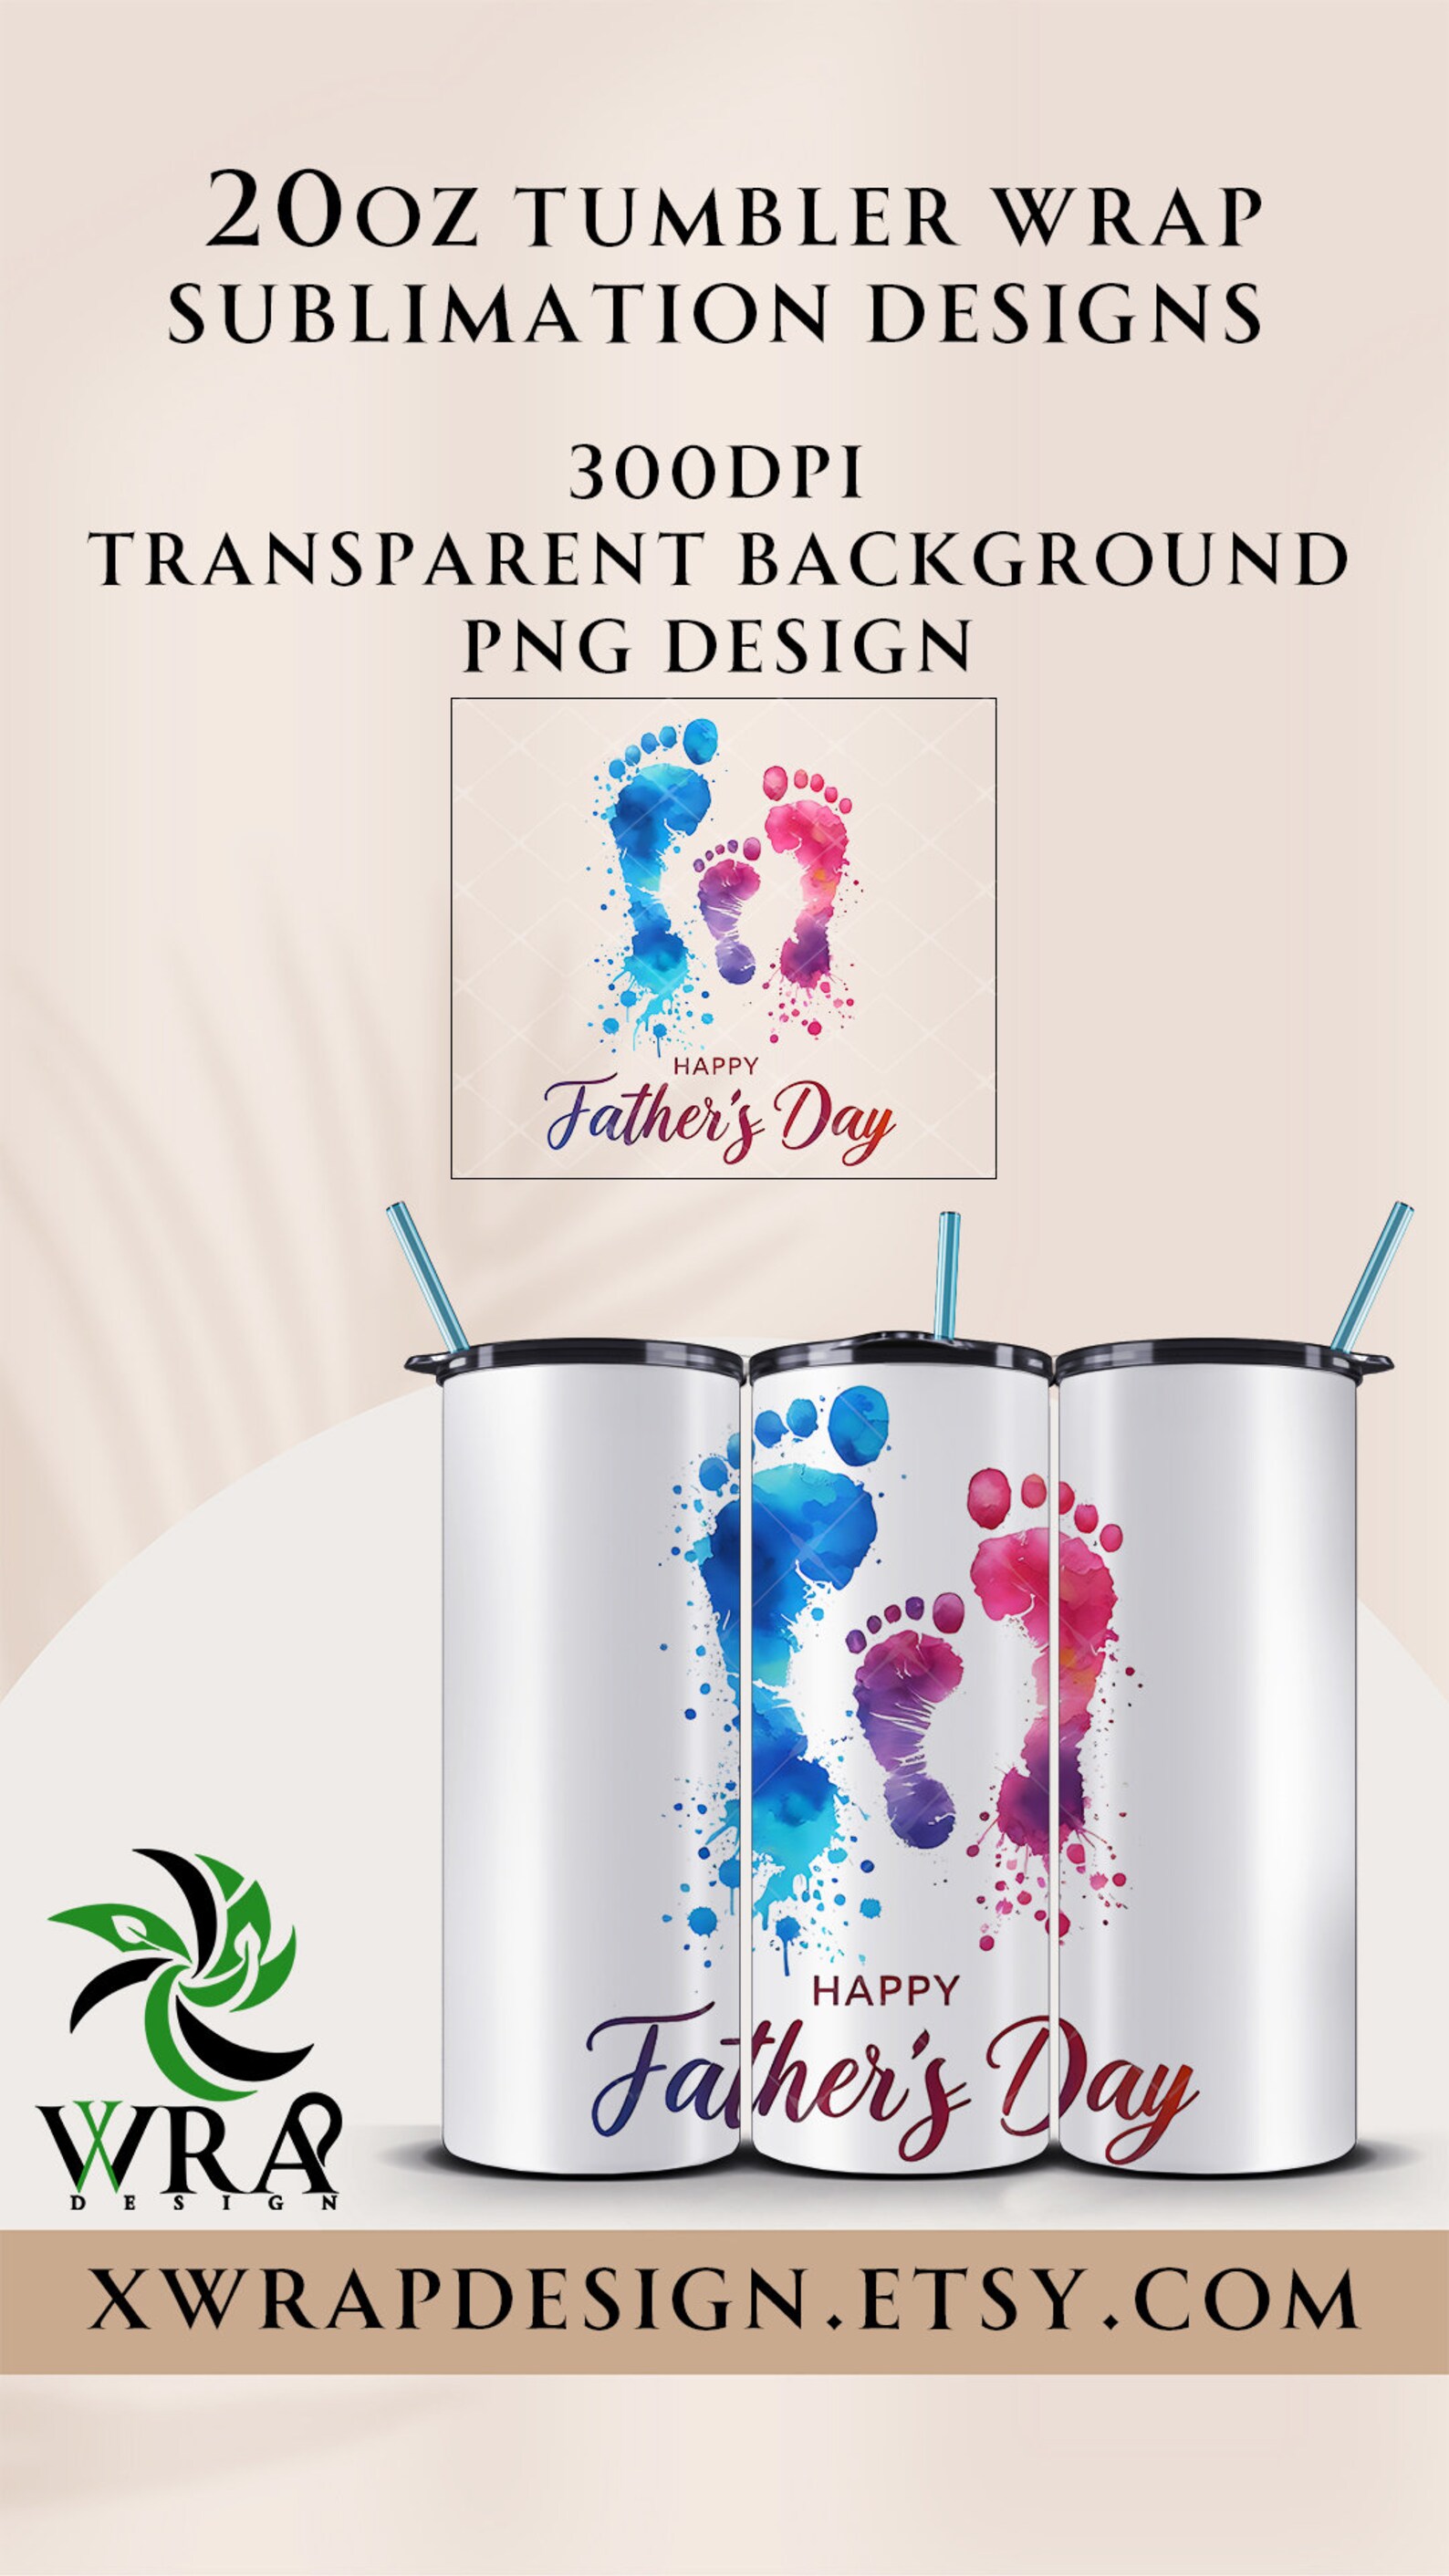 20OZ TUMBLER WRAP
SUBLIMATION DESIGNS
300DPI
TRANSPARENT BACKGROUND
PNG DESIGN
HAPPY
Father's Day
HAPPY
Father's Day
WRAP
DESIGN
XWRAPDESIGN.ETSY.COM